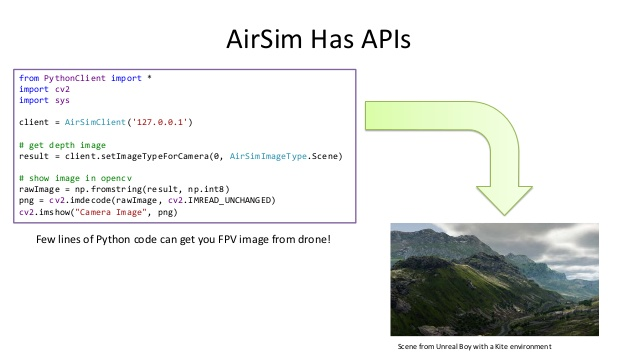 AirSim Has APIs
from PythonClient import *
import cv2
import sys
client = AirSimClient('127.0.0.1')
# get depth image
result = client.setImageTypeForCamera(0, AirSimImageType.Scene)
# show image in opencv
rawImage = np.fromstring(result, np.int8)
png = cv2.imdecode(rawImage, cv2.IMREAD_UNCHANGED)
cv2.imshow("Camera Image", png)
Few lines of Python code can get you FPV image from drone!
Scene from Unreal Boy with a Kite environment